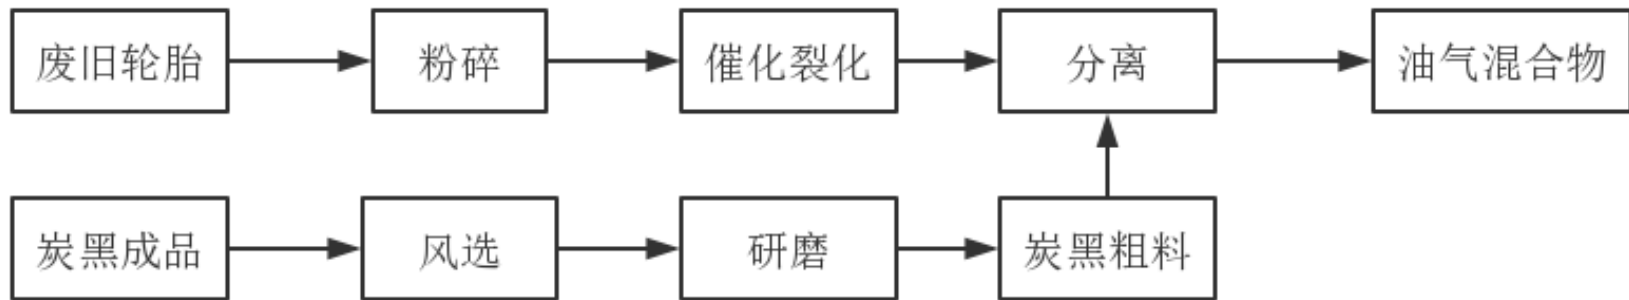 废旧轮胎
粉碎
催化裂化
分离
油气混合物
炭黑成品
风选
研磨
炭黑粗料